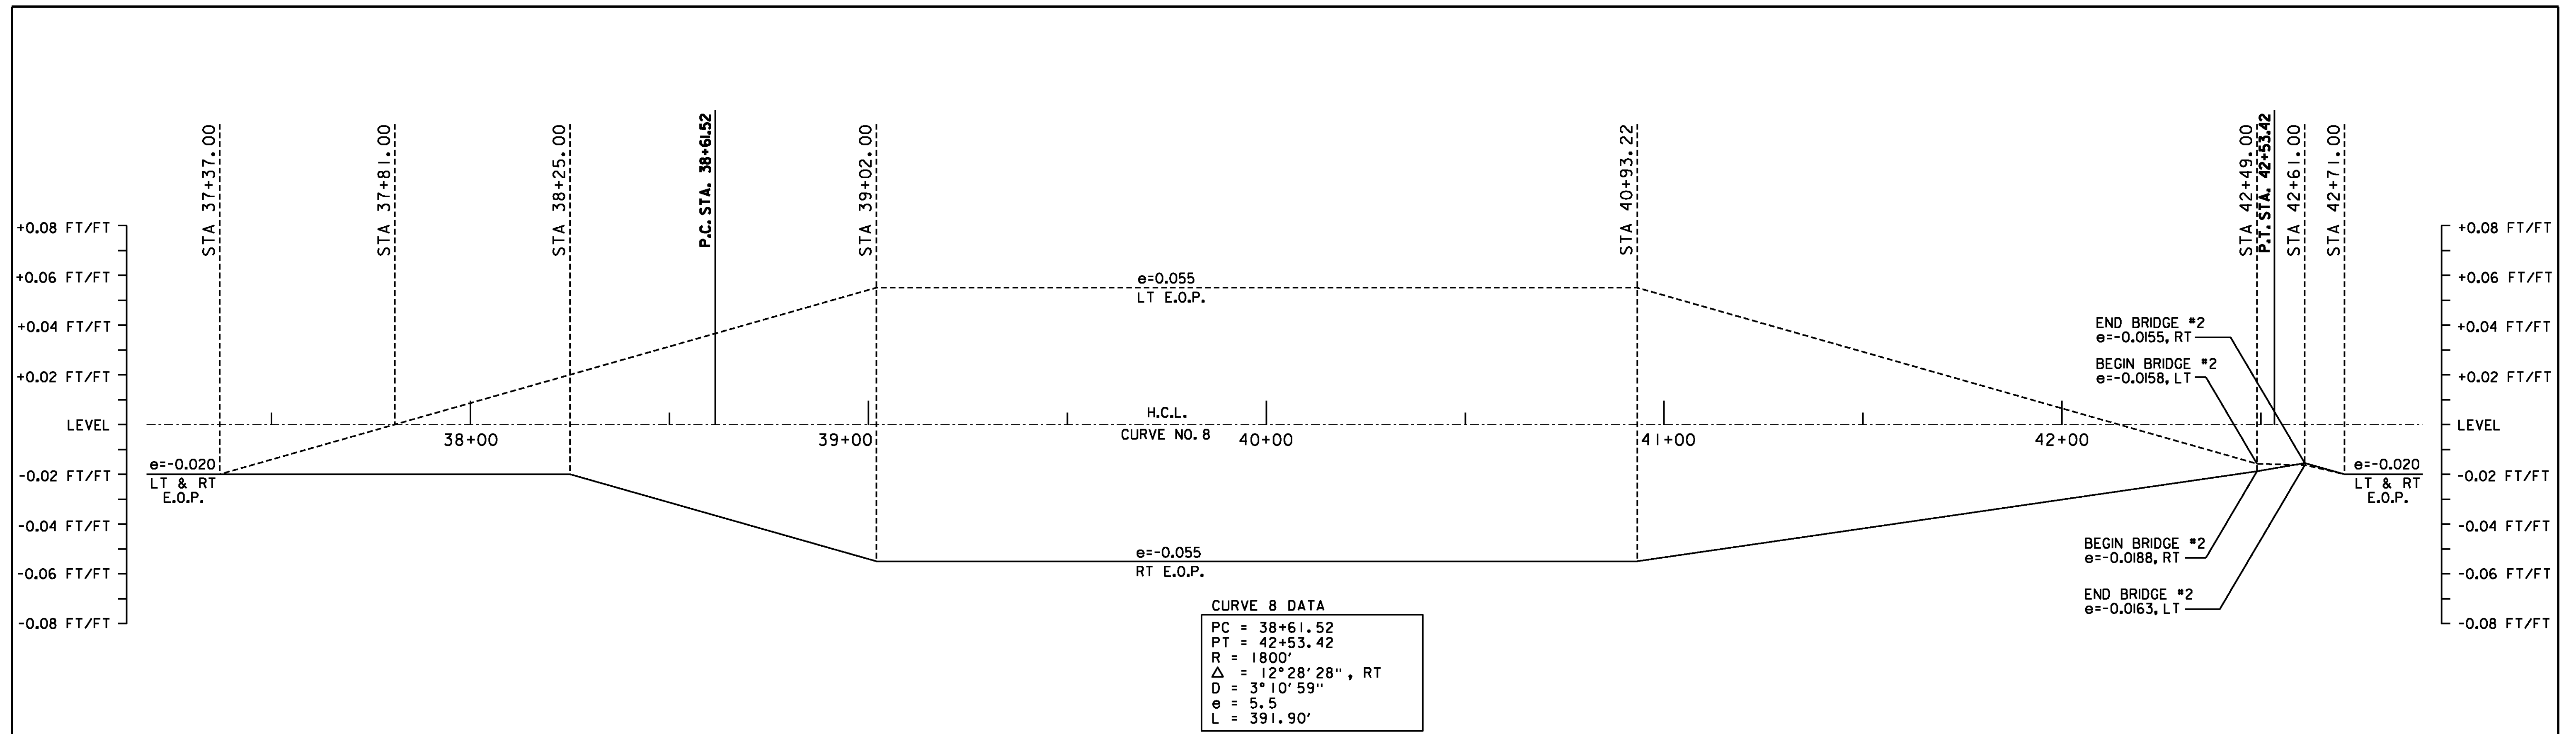 STA 37+37.00
STA 37+81.00
STA 38+25.00
P.C. STA. 38+61.52
STA 39+02.00
STA 40+93.22
STA 42+49.00
P.T. STA. 42+53.42
STA 42+61.00
STA 42+71.00
+0.08 FT/FT
+0.06 FT/FT
+0.04 FT/FT
+0.02 FT/FT
LEVEL
-0.02 FT/FT
-0.04 FT/FT
-0.06 FT/FT
-0.08 FT/FT
e=-0.020
LT & RT
E.O.P.
38+00
39+00
e=0.055
LT E.O.P.
H.C.L.
CURVE NO. 8
40+00
41+00
42+00
e=-0.055
RT E.O.P.
END BRIDGE #2
e=-0.0155, RT
BEGIN BRIDGE #2
e=-0.0158, LT
BEGIN BRIDGE #2
e=-0.0188, RT
END BRIDGE #2
e=-0.0163, LT
e=-0.020
LT & RT
E.O.P.
+0.08 FT/FT
+0.06 FT/FT
+0.04 FT/FT
+0.02 FT/FT
LEVEL
-0.02 FT/FT
-0.04 FT/FT
-0.06 FT/FT
-0.08 FT/FT
CURVE 8 DATA
PC = 38+61.52
PT = 42+53.42
R = 1800'
△ = 12°28'28", RT
D = 3°10'59"
e = 5.5
L = 391.90'